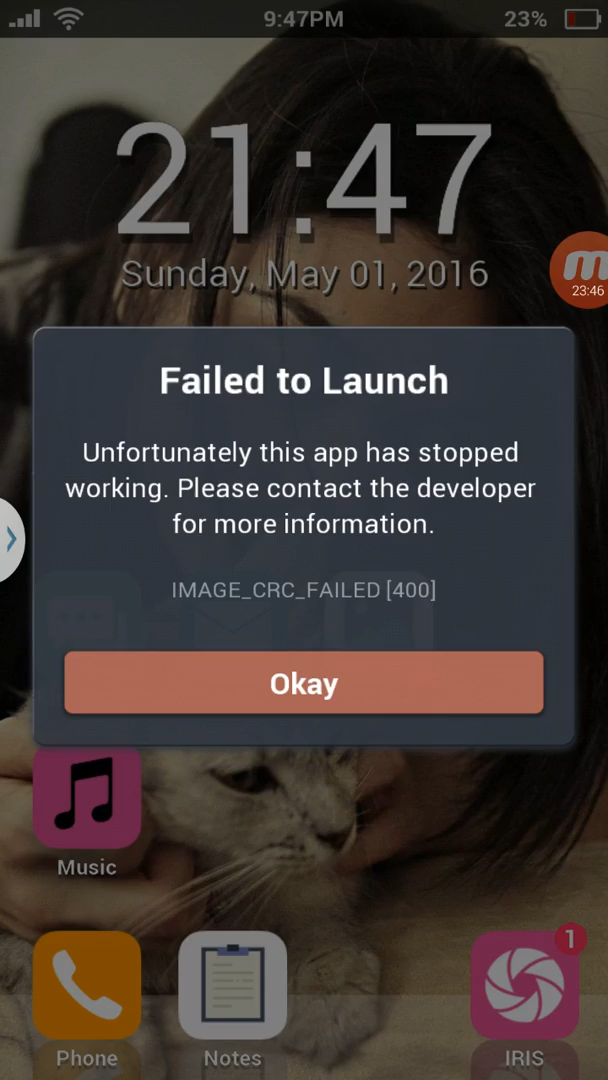 9:47PM
23%
21:47
Sunday, May 01, 2016
23:46
Failed to Launch
Unfortunately this app has stopped
working. Please contact the developer
for more information.
IMAGE_CRC_FAILED [400]
Okay
Music
1
Phone
Notes
IRIS